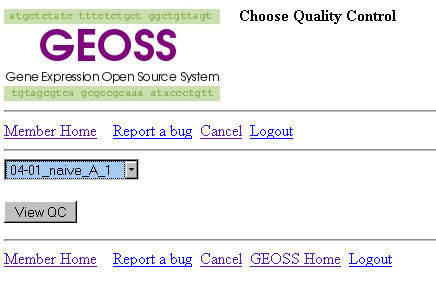 atgctctatc tttctctgct ggctgttagt
Choose Quality Control
GEOSS
Gene Expression Open Source System
tgtagcgtca gcgccgcaaa ataccctgtt
Member Home Report a bug Cancel Logout
04-01_naive_A_1
View QC
Member Home Report a bug Cancel GEOSS Home Logout